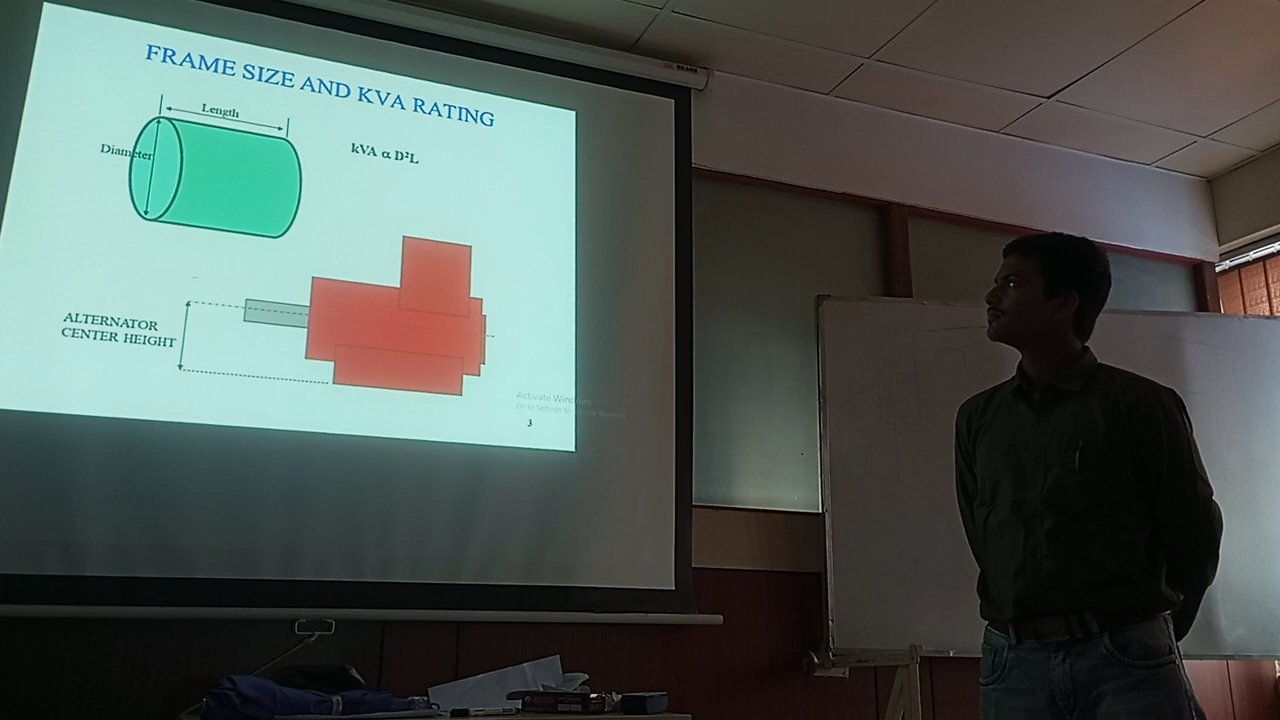 FRAME SIZE AND KVA RATING
Length
Diameter
kVA α D²L
ALTERNATOR
CENTER HEIGHT
Activate Windows
3